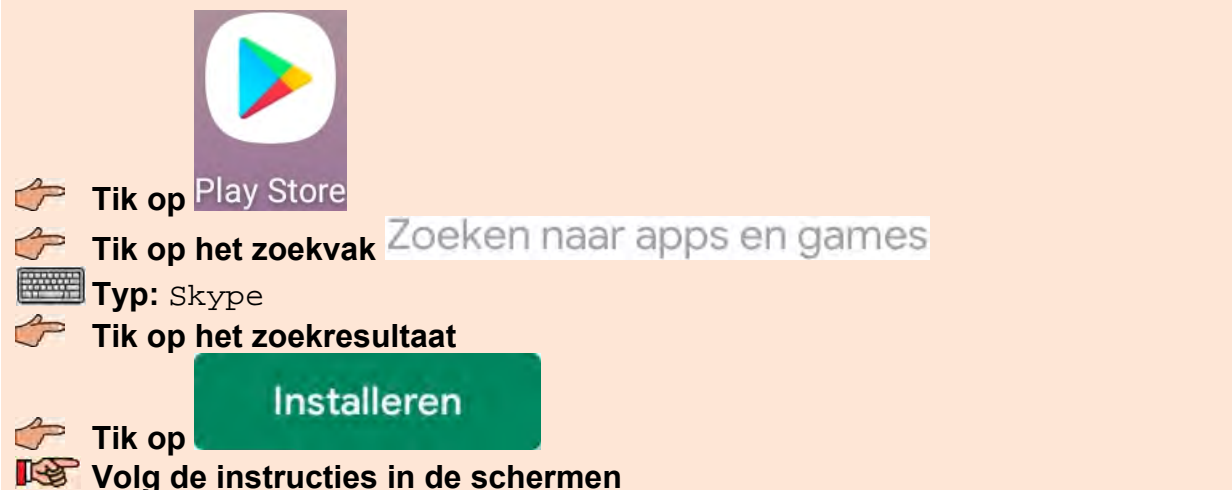 Tik op Play Store
Tik op het zoekvak Zoeken naar apps en games
Typ: Skype
Tik op het zoekresultaat
Tik op Installeren
Volg de instructies in de schermen